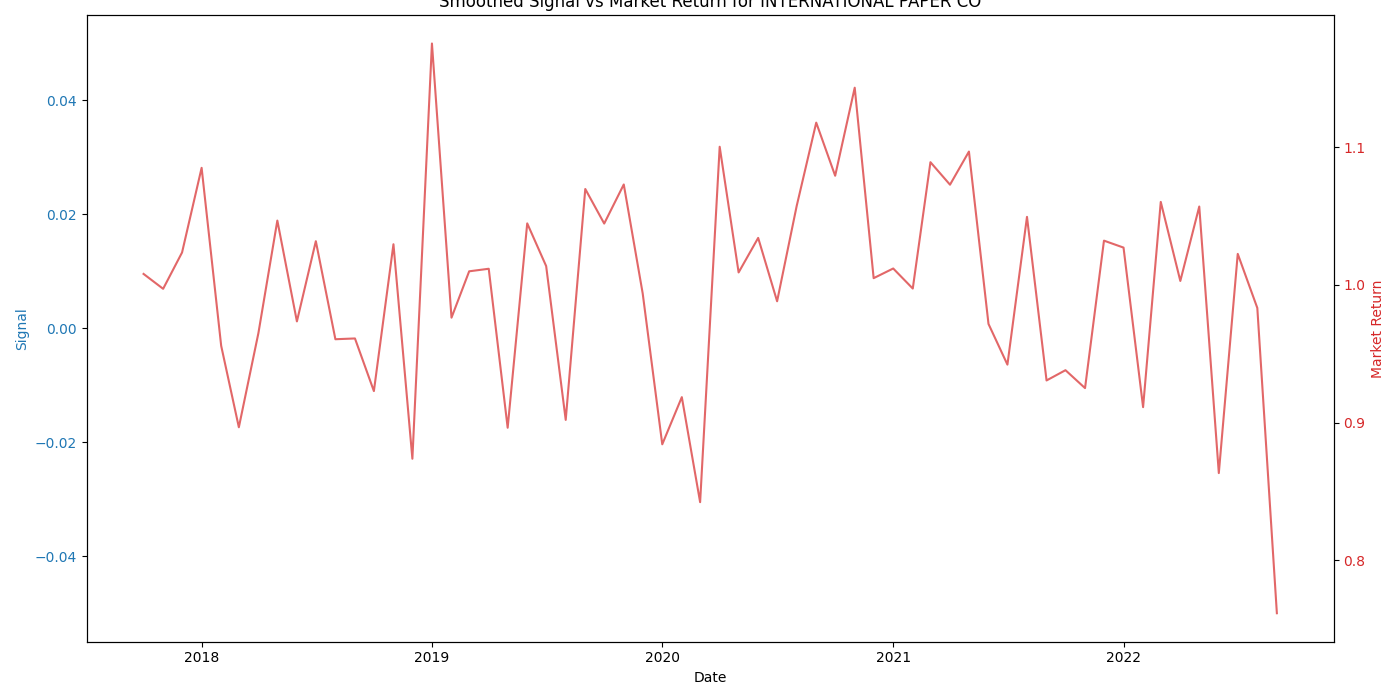 Smoothed Signal vs Market Return for INTERNATIONAL PAPER CO
0.04
0.02
0.00
−0.02
−0.04
Signal
1.1
1.0
0.9
0.8
Market Return
2018 2019 2020 2021 2022
Date